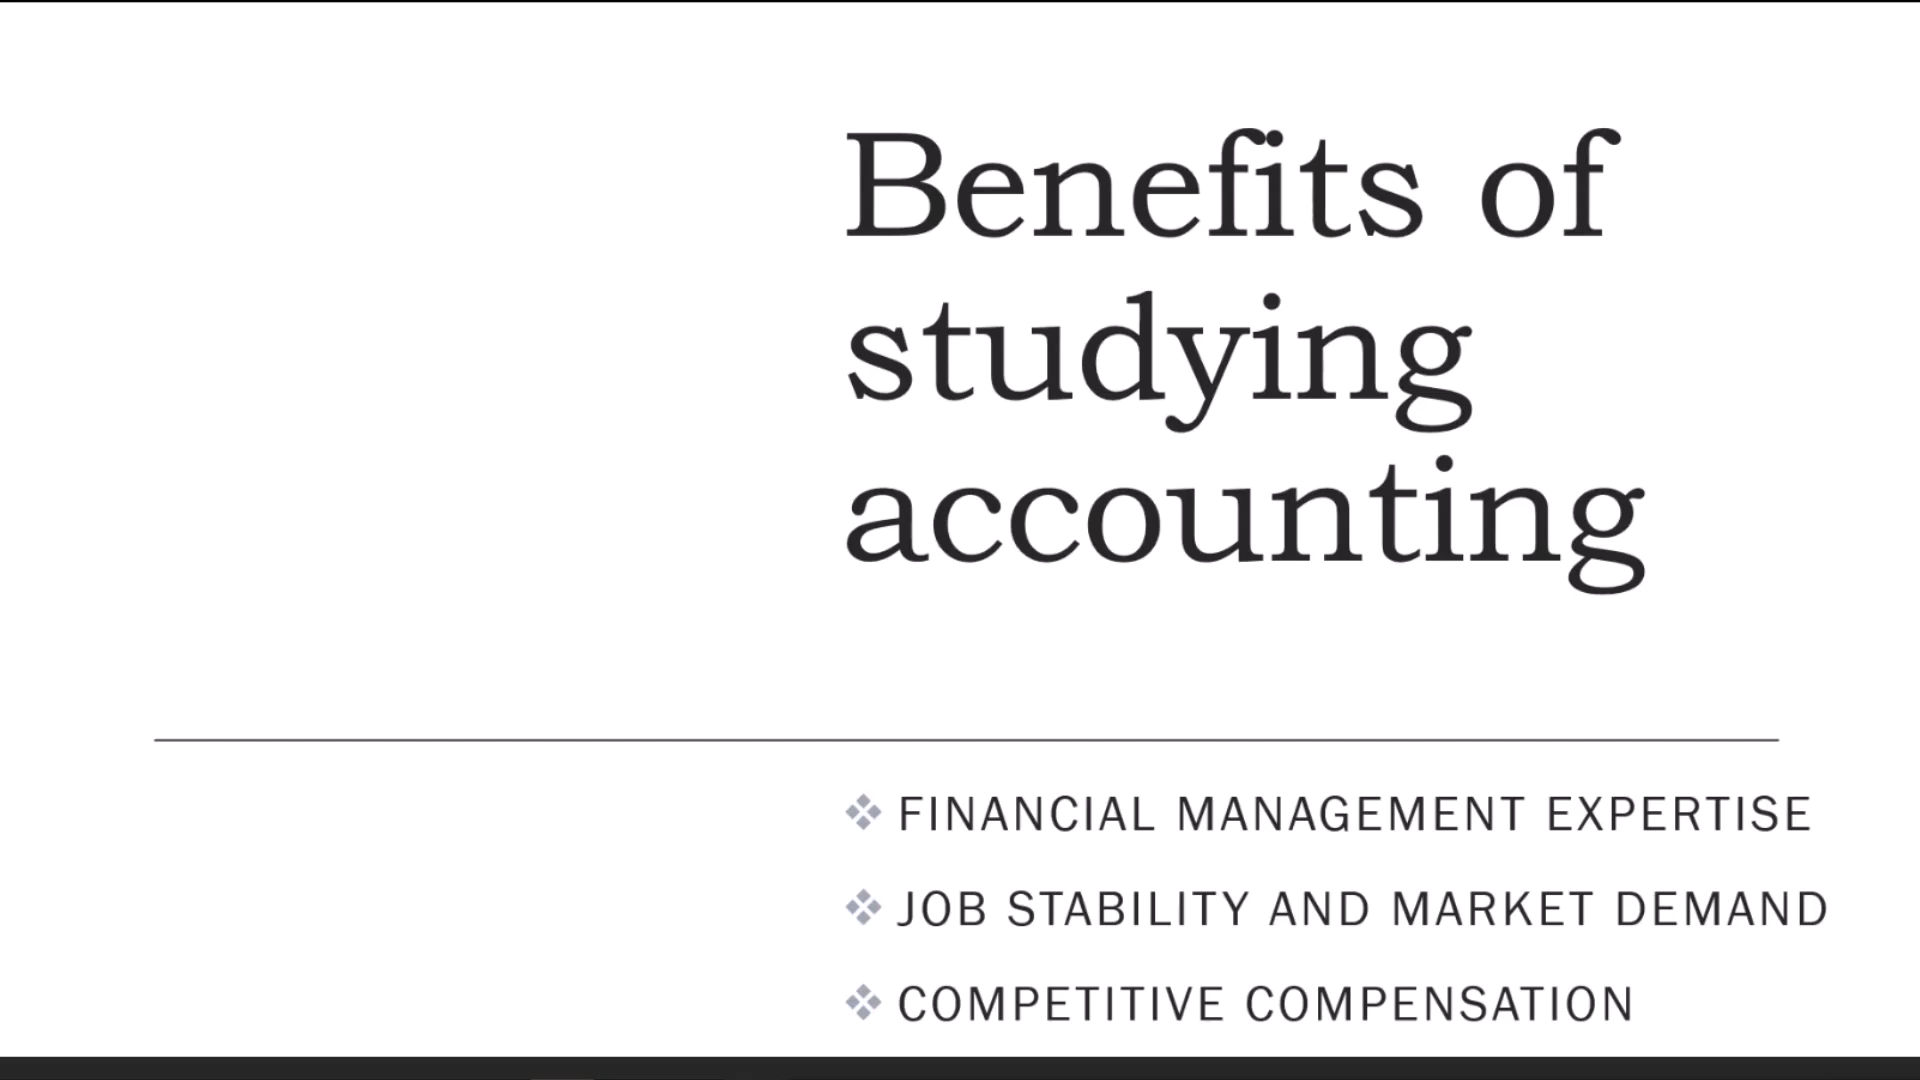 Benefits of
studying
accounting
FINANCIAL MANAGEMENT EXPERTISE
JOB STABILITY AND MARKET DEMAND
COMPETITIVE COMPENSATION